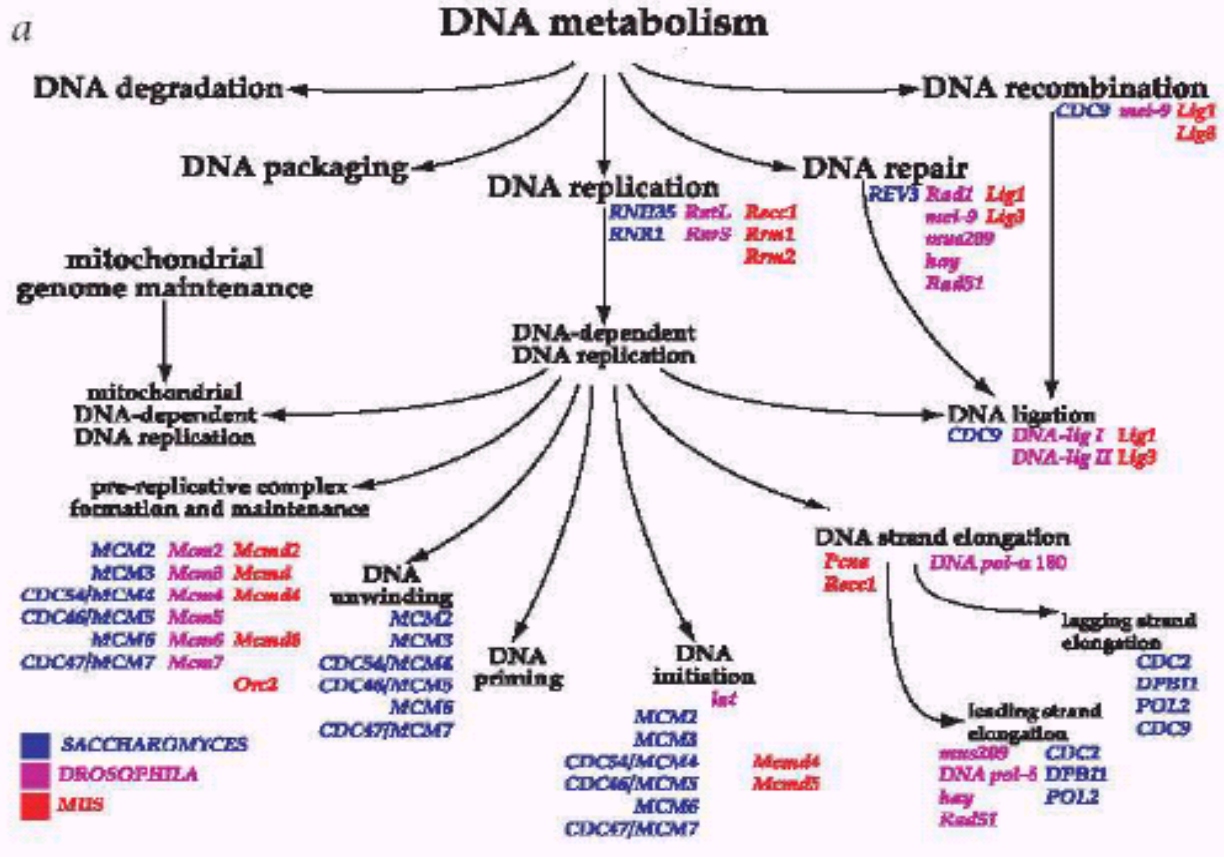 a
DNA metabolism
DNA degradation
DNA recombination
CDC9 mei-9 Lig1
DNA packaging
DNA repair
DNA replication
REV3 Rad1 Lig1
mei-9 Lig3
mus209
hay
Rad51
RNR1 RnrS Rrm1
Rrm2
mitochondrial
genome maintenance
DNA-dependent
DNA replication
mitochondrial
DNA-dependent
DNA replication
DNA ligation
CDC9 DNA-lig I Lig1
DNA-lig II Lig3
pre-replicative complex
formation and maintenance
MCM2 Mcm2 Mcmd2
MCM3 Mcm3 Mcmd
CDC54/MCM4 Mcm4 Mcmd4
CDC46/MCM5 Mcm5
MCM6 Mcm6 Mcmd6
CDC47/MCM7 Mcm7
Orc2
DNA
unwinding
MCM2
MCM3
CDC54/MCM4
CDC46/MCM5
MCM6
CDC47/MCM7
DNA
priming
DNA
initiation
MCM2
MCM3
CDC54/MCM4 Mcmd4
CDC46/MCM5 Mcmd5
MCM6
CDC47/MCM7
DNA strand elongation
Pcna DNA pol-α 180
lagging strand
elongation
CDC2
DPB11
POL2
CDC9
leading strand
elongation
mus209 CDC2
DNA pol-δ DPB11
hay POL2
Rad51
SACCHAROMYCES
DROSOPHILA
MUS